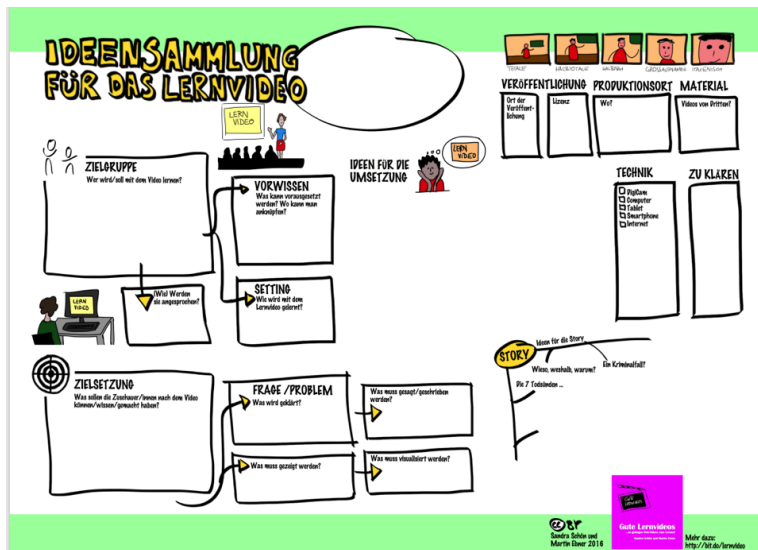 IDEENSAMMLUNG
FÜR DAS LERNVIDEO
TOTALE
HALBTOTALE
HALBNAH
GROSSAUFNAHME
ITALIENISCH
VERÖFFENTLICHUNG
PRODUKTIONSORT
MATERIAL
Ort der
Veröffent-
lichung
Lizenz
Wo?
Videos von Dritten?
LERN
VIDEO
ZIELGRUPPE
Wer wird/soll mit dem Video lernen?
VORWISSEN
Was kann vorausgesetzt
werden? Wo kann man
anknüpfen?
IDEEN FÜR DIE
UMSETZUNG
LERN
VIDEO
TECHNIK
DigiCam
Computer
Tablet
Smartphone
Internet
ZU KLÄREN
LERN
VIDEO
(Wie) Werden
sie angesprochen?
SETTING
Wie wird mit dem
Lernvideo gelernt?
STORY
Ideen für die Story
Wieso, weshalb, warum?
Ein Kriminalfall?
Die 7 Todsünden ...
ZIELSETZUNG
Was sollen die Zuschauer/innen nach dem Video
können/wissen/gemacht haben?
FRAGE /PROBLEM
Was wird geklärt?
Was muss gesagt/geschrieben
werden?
Was muss gezeigt werden?
Was muss visualisiert werden?
cc BY
Sandra Schön und
Martin Ebner 2016
Gute Lernvideos
Mehr dazu:
http://bit.do/lernvideo